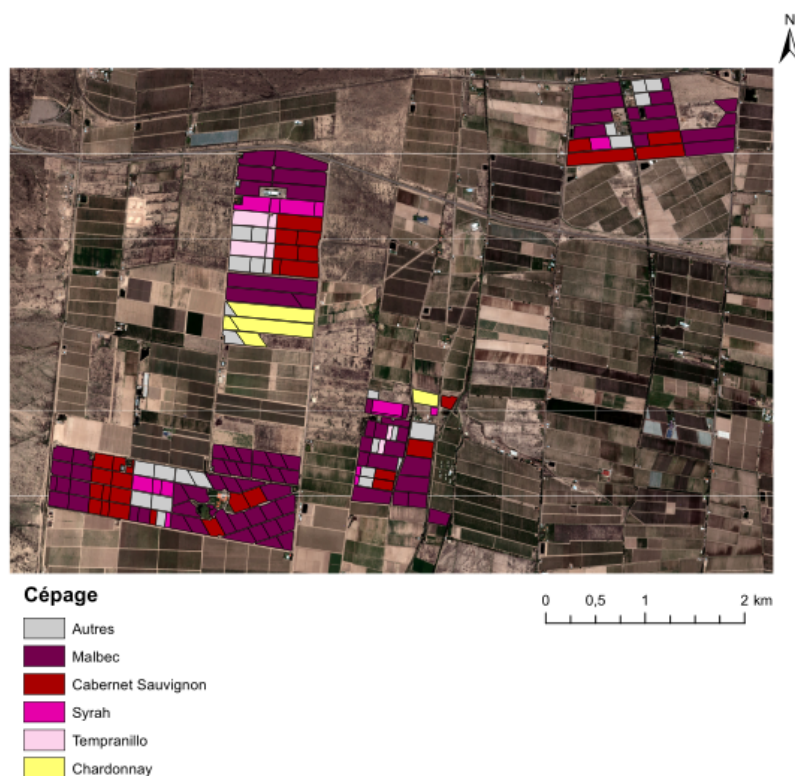 N
Cépage
Autres
Malbec
Cabernet Sauvignon
Syrah
Tempranillo
Chardonnay
0 0,5 1 2 km